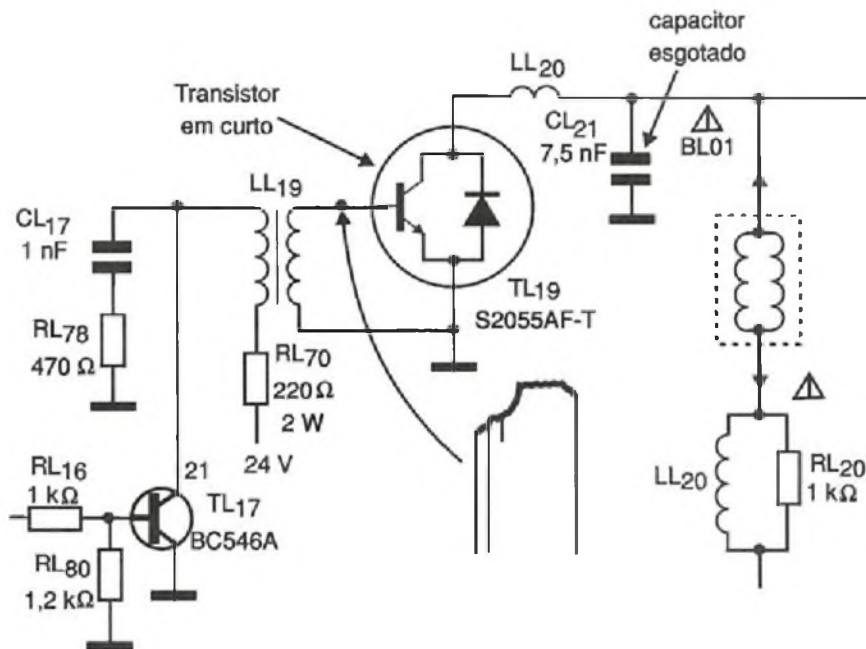 capacitor
esgotado
LL20
Transistor
em curto
CL21
7,5 nF
BL01
LL19
CL17
1 nF
TL19
S2055AF-T
RL78
470 Ω
RL70
220 Ω
2 W
24 V
RL16
1 kΩ
21
TL17
BC546A
RL80
1,2 kΩ
LL20
RL20
1 kΩ